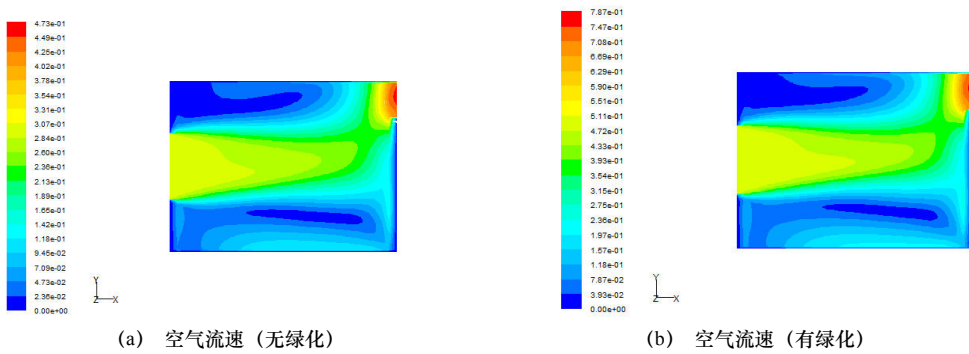 4.73e-01
4.49e-01
4.25e-01
4.02e-01
3.78e-01
3.54e-01
3.31e-01
3.07e-01
2.84e-01
2.60e-01
2.36e-01
2.13e-01
1.89e-01
1.65e-01
1.42e-01
1.18e-01
9.45e-02
7.09e-02
4.73e-02
2.36e-02
0.00e+00
Y
Z X
(a) 空气流速（无绿化）
7.87e-01
7.47e-01
7.08e-01
6.69e-01
6.29e-01
5.90e-01
5.51e-01
5.11e-01
4.72e-01
4.33e-01
3.93e-01
3.54e-01
3.15e-01
2.75e-01
2.36e-01
1.97e-01
1.57e-01
1.18e-01
7.87e-02
3.93e-02
0.00e+00
Y
Z X
(b) 空气流速（有绿化）